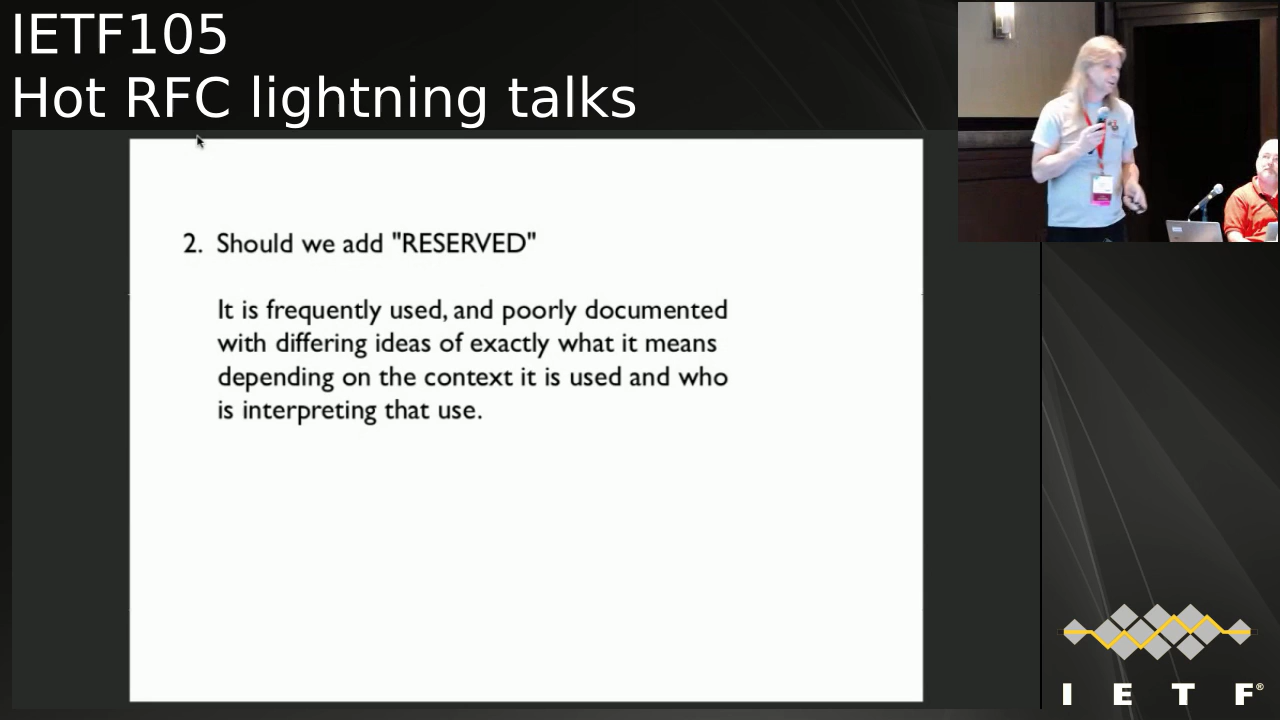 IETF105
Hot RFC lightning talks
2. Should we add "RESERVED"
It is frequently used, and poorly documented
with differing ideas of exactly what it means
depending on the context it is used and who
is interpreting that use.
I E T F®